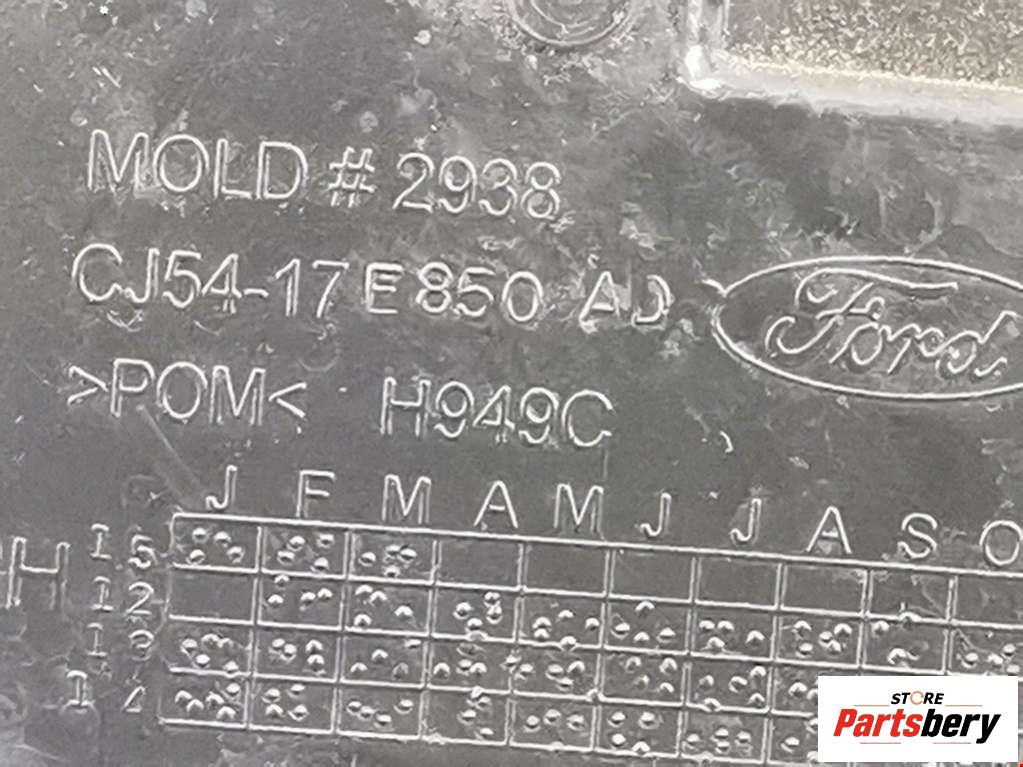 MOLD # 2938
CJ54-17E850 AD
Ford
>POM< H949C
J F M A M J J A S O
15
H 12
13
14
STORE
Partsbery